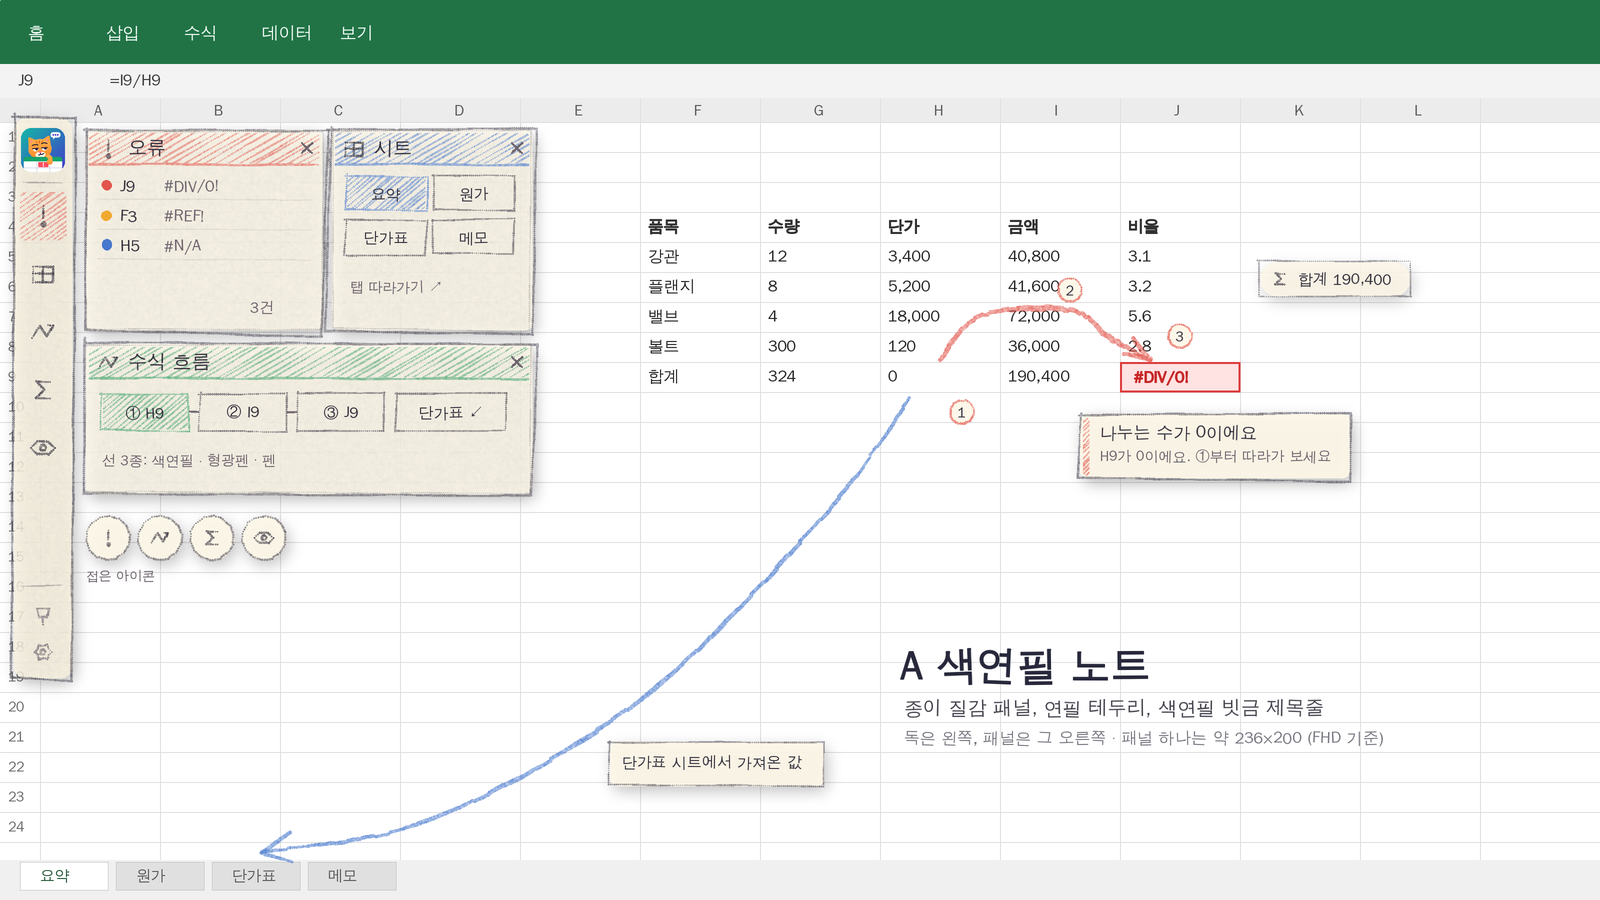 홈 삽입 수식 데이터 보기
J9 =I9/H9
A B C D E F G H I J K L
오류 ×
J9 #DIV/0!
F3 #REF!
H5 #N/A
3건
시트 ×
요약 원가
단가표 메모
탭 따라가기 ↗
수식 흐름 ×
① H9 ② I9 ③ J9 단가표 ↙
선 3종: 색연필 · 형광펜 · 펜
접은 아이콘
품목 수량 단가 금액 비율
강관 12 3,400 40,800 3.1
플랜지 8 5,200 41,600 3.2
밸브 4 18,000 72,000 5.6
볼트 300 120 36,000 2.8
합계 324 0 190,400 #DIV/0!
2
3
1
Σ 합계 190,400
나누는 수가 0이에요
H9가 0이에요. ①부터 따라가 보세요
A 색연필 노트
종이 질감 패널, 연필 테두리, 색연필 빗금 제목줄
독은 왼쪽, 패널은 그 오른쪽 · 패널 하나는 약 236×200 (FHD 기준)
단가표 시트에서 가져온 값
20
21
22
23
24
요약 원가 단가표 메모